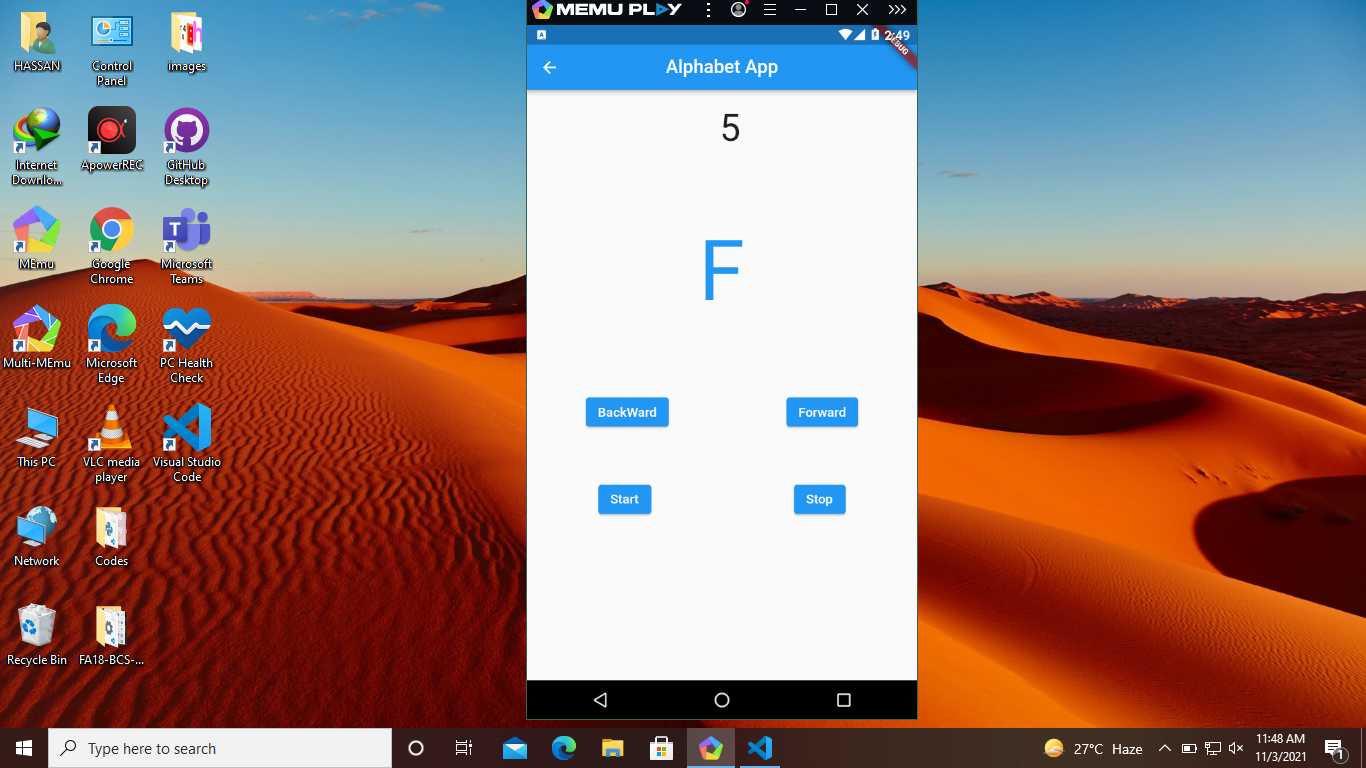 HASSAN
Control
Panel
images
Internet
Downlo...
ApowerREC
GitHub
Desktop
MEmu
Google
Chrome
T
Microsoft
Teams
Multi-MEmu
Microsoft
Edge
PC Health
Check
This PC
VLC media
player
Visual Studio
Code
Network
Codes
Recycle Bin
FA18-BCS-...
MEMU PLAY
A
2:49
DEBUG
Alphabet App
5
F
BackWard
Forward
Start
Stop
Type here to search
27°C Haze
11:48 AM
11/3/2021
1